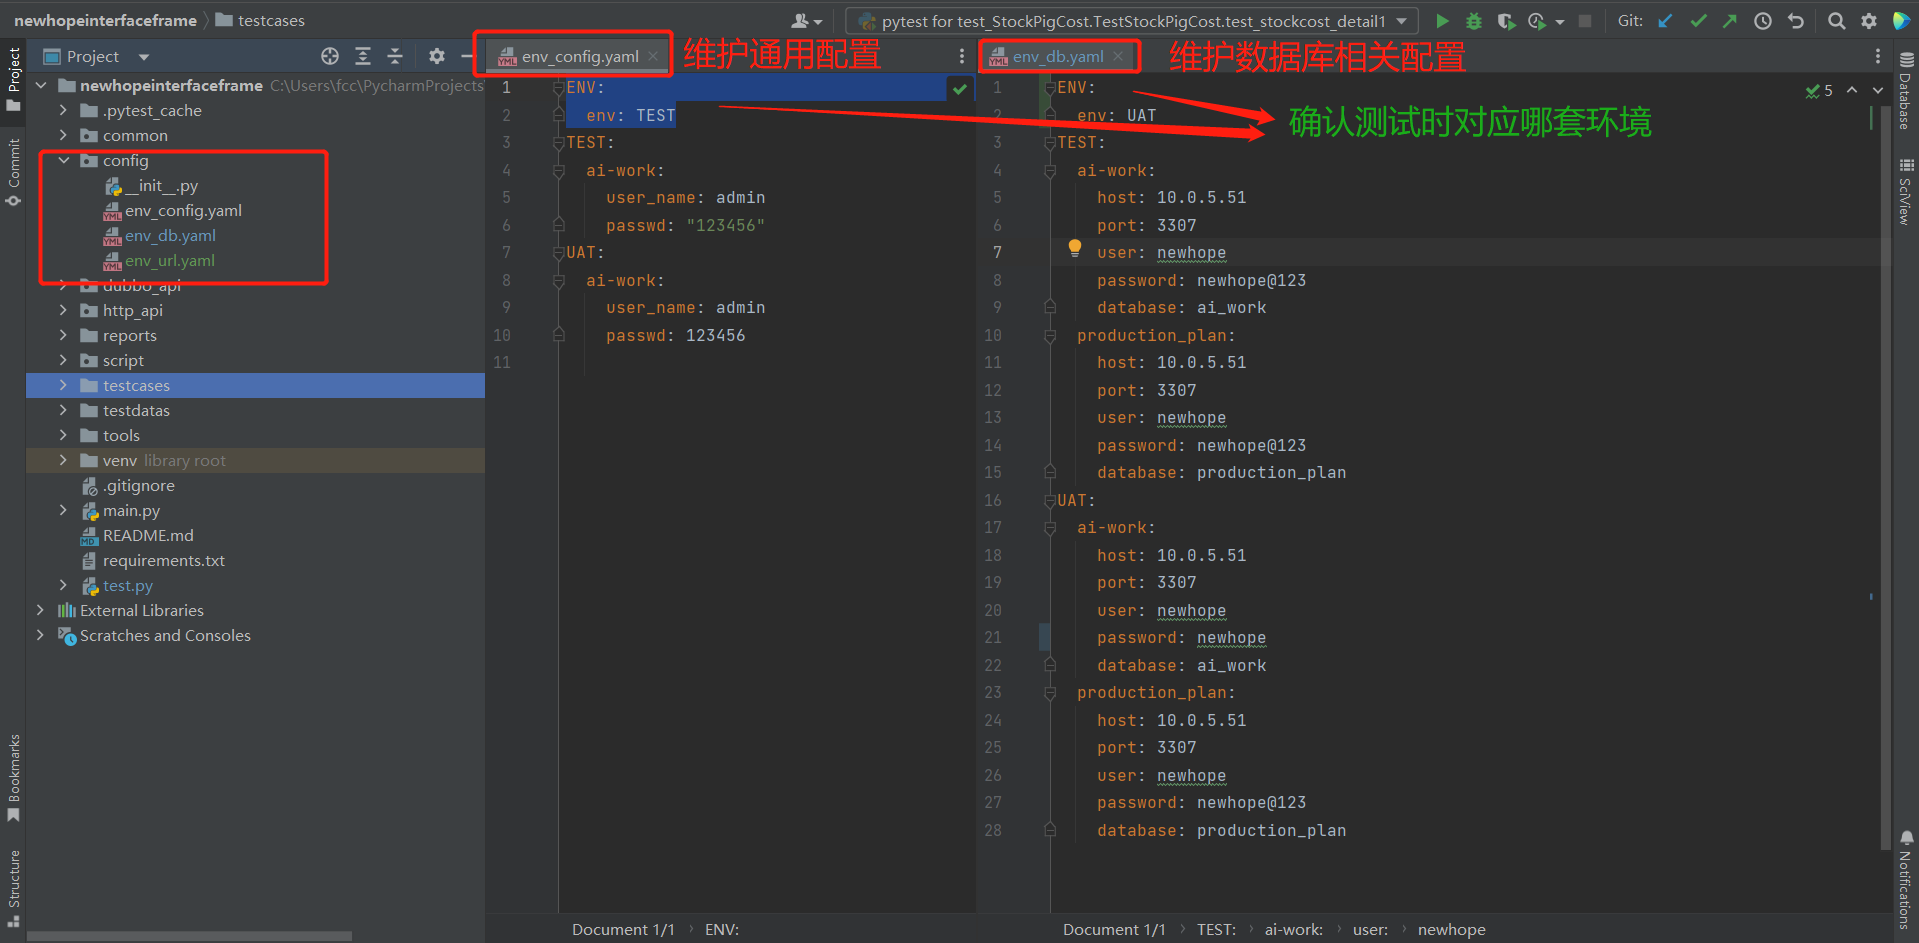 newhopeinterfaceframe testcases
pytest for test_StockPigCost.TestStockPigCost.test_stockcost_detail1
Git:
Project
Project
Commit
Bookmarks
Structure
newhopeinterfaceframe C:\Users\fcc\PycharmProjects
.pytest_cache
common
config
__init__.py
env_config.yaml
env_db.yaml
env_url.yaml
dubbo_api
http_api
reports
script
testcases
testdatas
tools
venv library root
.gitignore
main.py
README.md
requirements.txt
test.py
External Libraries
Scratches and Consoles
env_config.yaml
维护通用配置
1 ENV:
2 env: TEST
3 TEST:
4 ai-work:
5 user_name: admin
6 passwd: "123456"
7 UAT:
8 ai-work:
9 user_name: admin
10 passwd: 123456
11
Document 1/1 ENV:
env_db.yaml
维护数据库相关配置
确认测试时对应哪套环境
5
1 ENV:
2 env: UAT
3 TEST:
4 ai-work:
5 host: 10.0.5.51
6 port: 3307
7 user: newhope
8 password: newhope@123
9 database: ai_work
10 production_plan:
11 host: 10.0.5.51
12 port: 3307
13 user: newhope
14 password: newhope@123
15 database: production_plan
16 UAT:
17 ai-work:
18 host: 10.0.5.51
19 port: 3307
20 user: newhope
21 password: newhope
22 database: ai_work
23 production_plan:
24 host: 10.0.5.51
25 port: 3307
26 user: newhope
27 password: newhope@123
28 database: production_plan
Document 1/1 TEST: ai-work: user: newhope
Database
SciView
Notifications